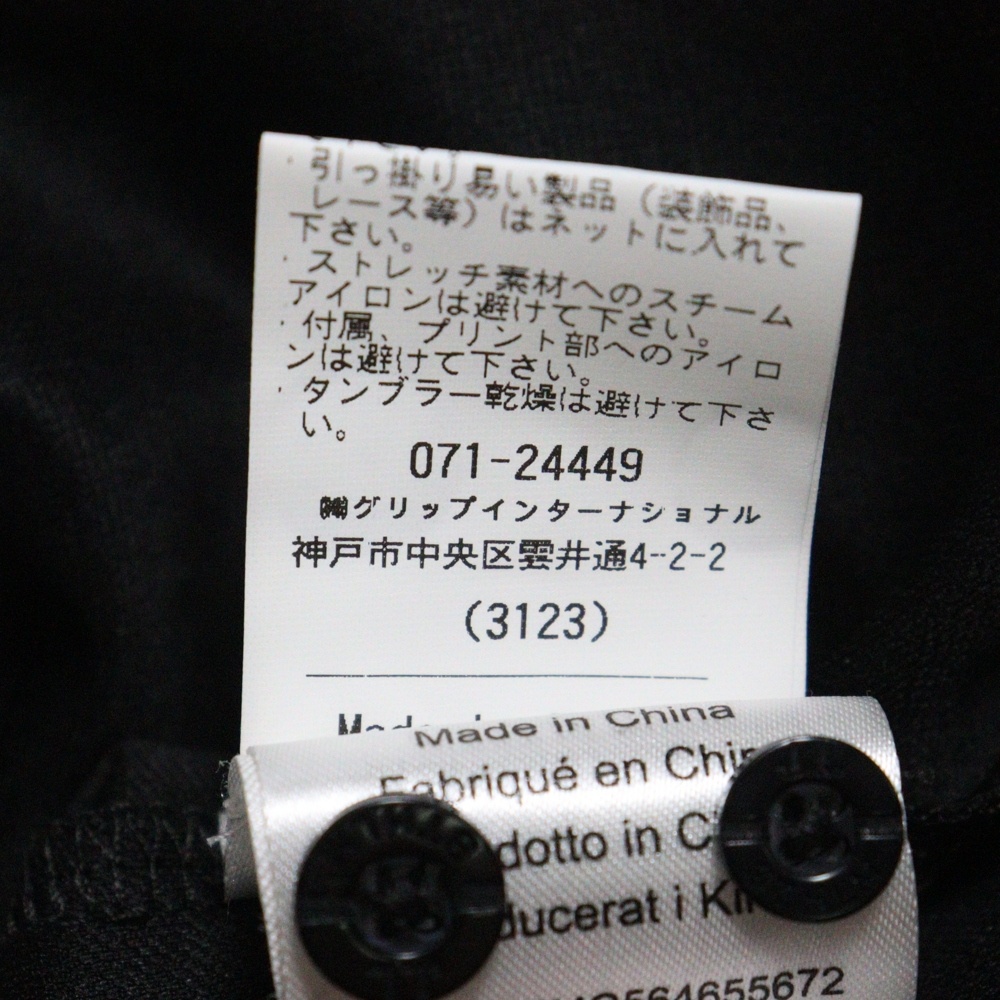 ・引っ掛り易い製品（装飾品、
レース等）はネットに入れて
下さい。
・ストレッチ素材へのスチーム
アイロンは避けて下さい。
・付属、プリント部へのアイロ
ンは避けて下さい。
・タンブラー乾燥は避けて下さ
い。
071-24449
㈱グリップインターナショナル
神戸市中央区雲井通4-2-2
(3123)
Made in China
Fabriqué en
in
i